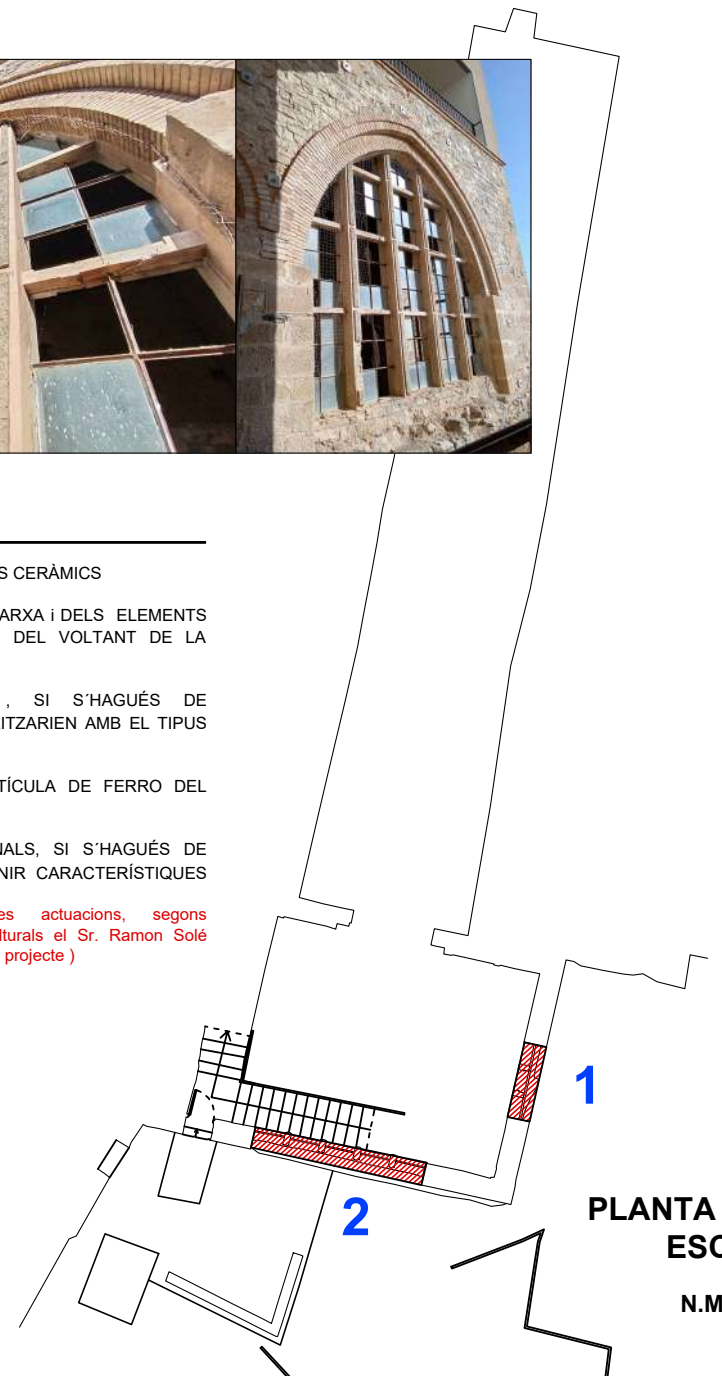 S CERÀMICS
ARXA i DELS ELEMENTS
DEL VOLTANT DE LA
, SI S´HAGUÉS DE
ITZARIEN AMB EL TIPUS
TÍCULA DE FERRO DEL
NALS, SI S´HAGUÉS DE
NIR CARACTERÍSTIQUES
es actuacions, segons
lturals el Sr. Ramon Solé
projecte )
1
2
PLANTA
ESC
N.M